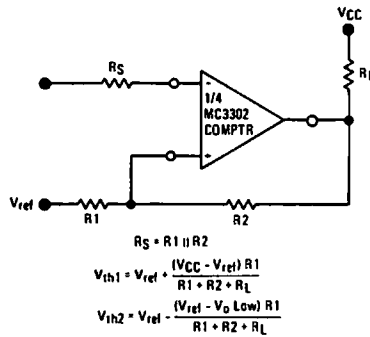 VCC
RS
RL
-
1/4
MC3302
COMPTR
+
Vref
R1
R2
RS = R1 II R2
Vth1 = Vref + (VCC - Vref) R1 / R1 + R2 + RL
Vth2 = Vref - (Vref - Vo Low) R1 / R1 + R2 + RL